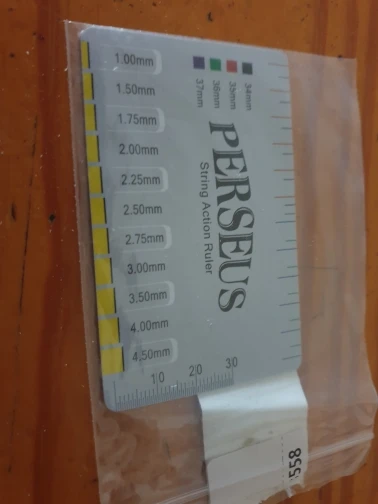 1.00mm
1.50mm
1.75mm
2.00mm
2.25mm
2.50mm
2.75mm
3.00mm
3.50mm
4.00mm
4.50mm
10 20 30
34mm
35mm
36mm
37mm
PERSEUS
String Action Ruler
558